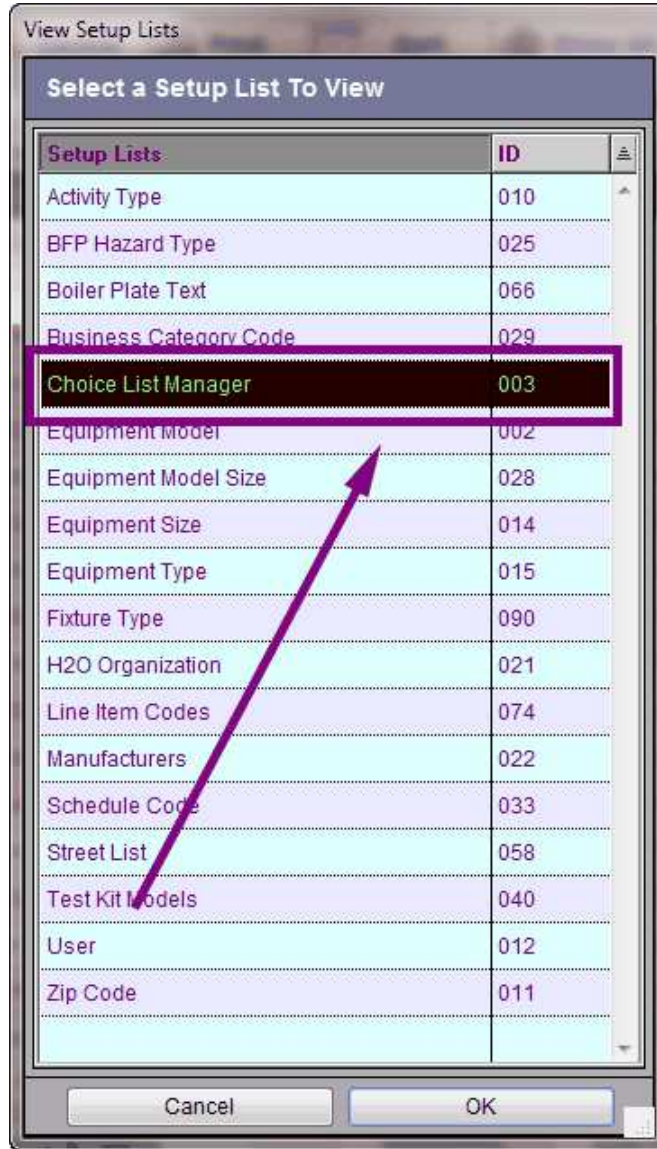 View Setup Lists
Select a Setup List To View
Setup Lists ID
Activity Type 010
BFP Hazard Type 025
Boiler Plate Text 066
Business Category Code 029
Choice List Manager 003
Equipment Model 002
Equipment Model Size 028
Equipment Size 014
Equipment Type 015
Fixture Type 090
H2O Organization 021
Line Item Codes 074
Manufacturers 022
Schedule Code 033
Street List 058
Test Kit Models 040
User 012
Zip Code 011
Cancel OK